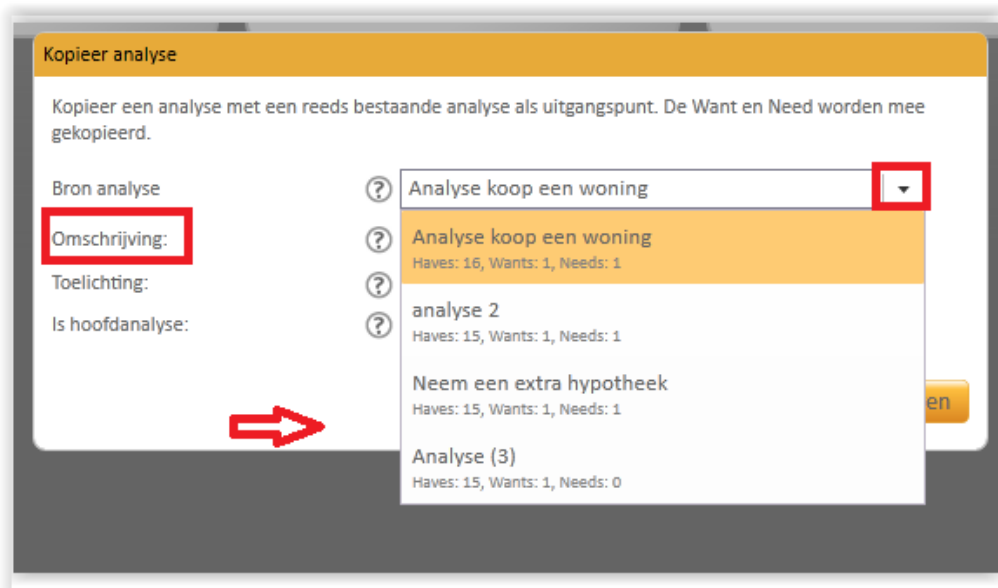 Kopieer analyse
Kopieer een analyse met een reeds bestaande analyse als uitgangspunt. De Want en Need worden mee
gekopieerd.
Bron analyse ? Analyse koop een woning
Omschrijving: ? Analyse koop een woning
Haves: 16, Wants: 1, Needs: 1
Toelichting: ? analyse 2
Haves: 15, Wants: 1, Needs: 1
Is hoofdanalyse: ?
Neem een extra hypotheek
Haves: 15, Wants: 1, Needs: 1
en
Analyse (3)
Haves: 15, Wants: 1, Needs: 0